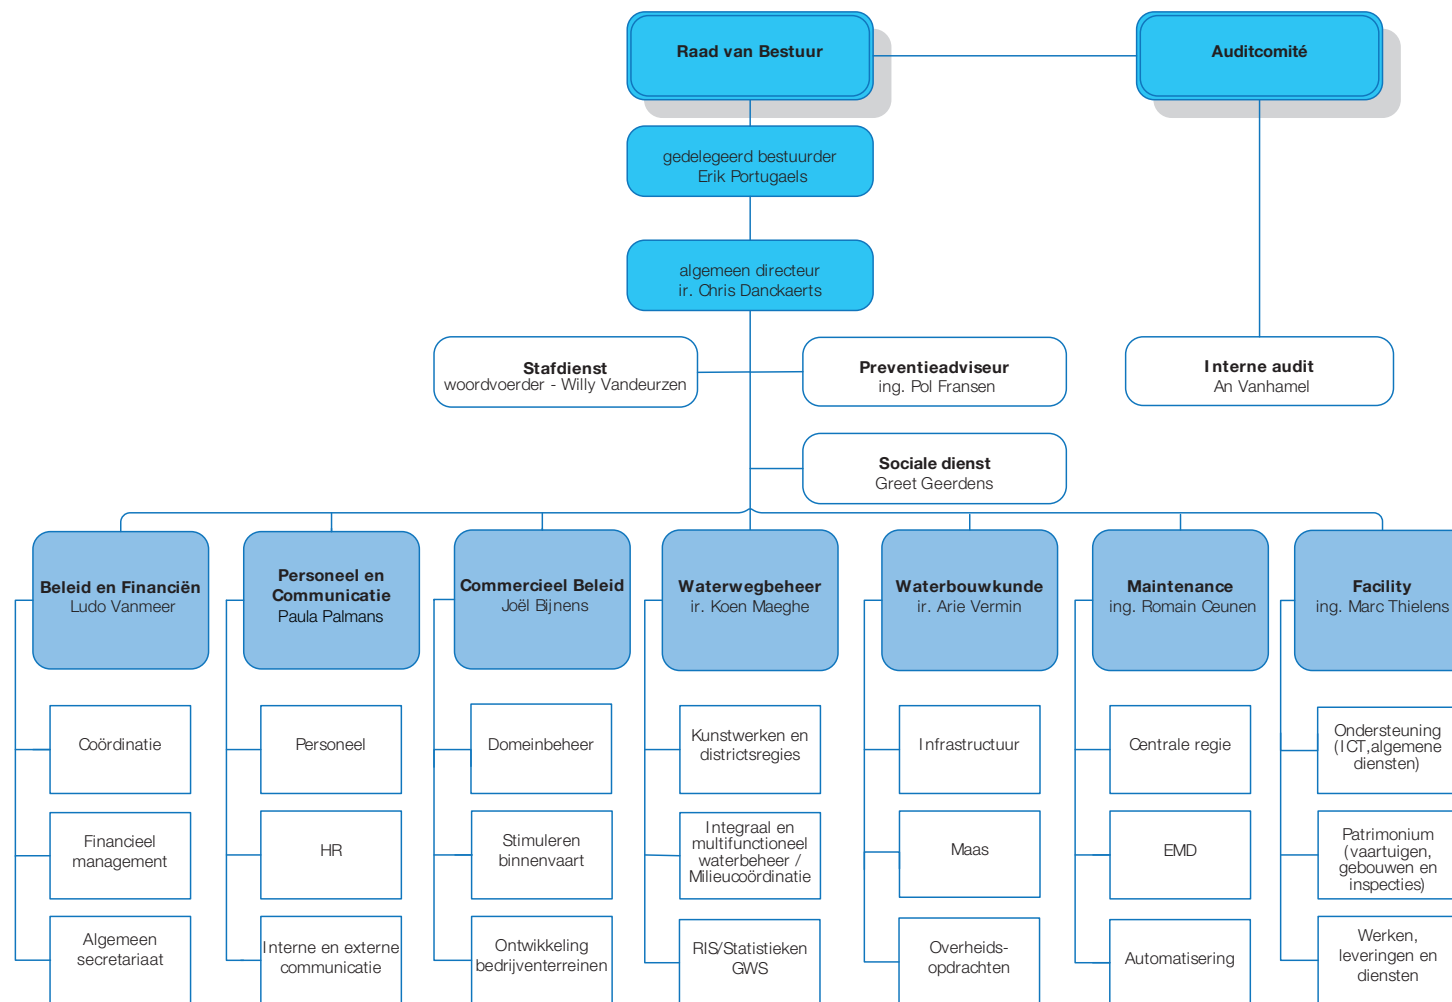 Raad van Bestuur
Auditcomité
gedelegeerd bestuurder
Erik Portugaels
algemeen directeur
ir. Chris Danckaerts
Stafdienst
woordvoerder - Willy Vandeurzen
Preventieadviseur
ing. Pol Fransen
Interne audit
An Vanhamel
Sociale dienst
Greet Geerdens
Beleid en Financiën
Ludo Vanmeer
Personeel en
Communicatie
Paula Palmans
Commercieel Beleid
Joël Bijnens
Waterwegbeheer
ir. Koen Maeghe
Waterbouwkunde
ir. Arie Vermin
Maintenance
ing. Romain Ceunen
Facility
ing. Marc Thielens
Coördinatie
Personeel
Domeinbeheer
Kunstwerken en
districtsregies
Infrastructuur
Centrale regie
Ondersteuning
(ICT,algemene
diensten)
Financieel
management
HR
Stimuleren
binnenvaart
Integraal en
multifunctioneel
waterbeheer /
Milieucoördinatie
Maas
EMD
Patrimonium
(vaartuigen,
gebouwen en
inspecties)
Algemeen
secretariaat
Interne en externe
communicatie
Ontwikkeling
bedrijventerreinen
RIS/Statistieken
GWS
Overheids-
opdrachten
Automatisering
Werken,
leveringen en
diensten